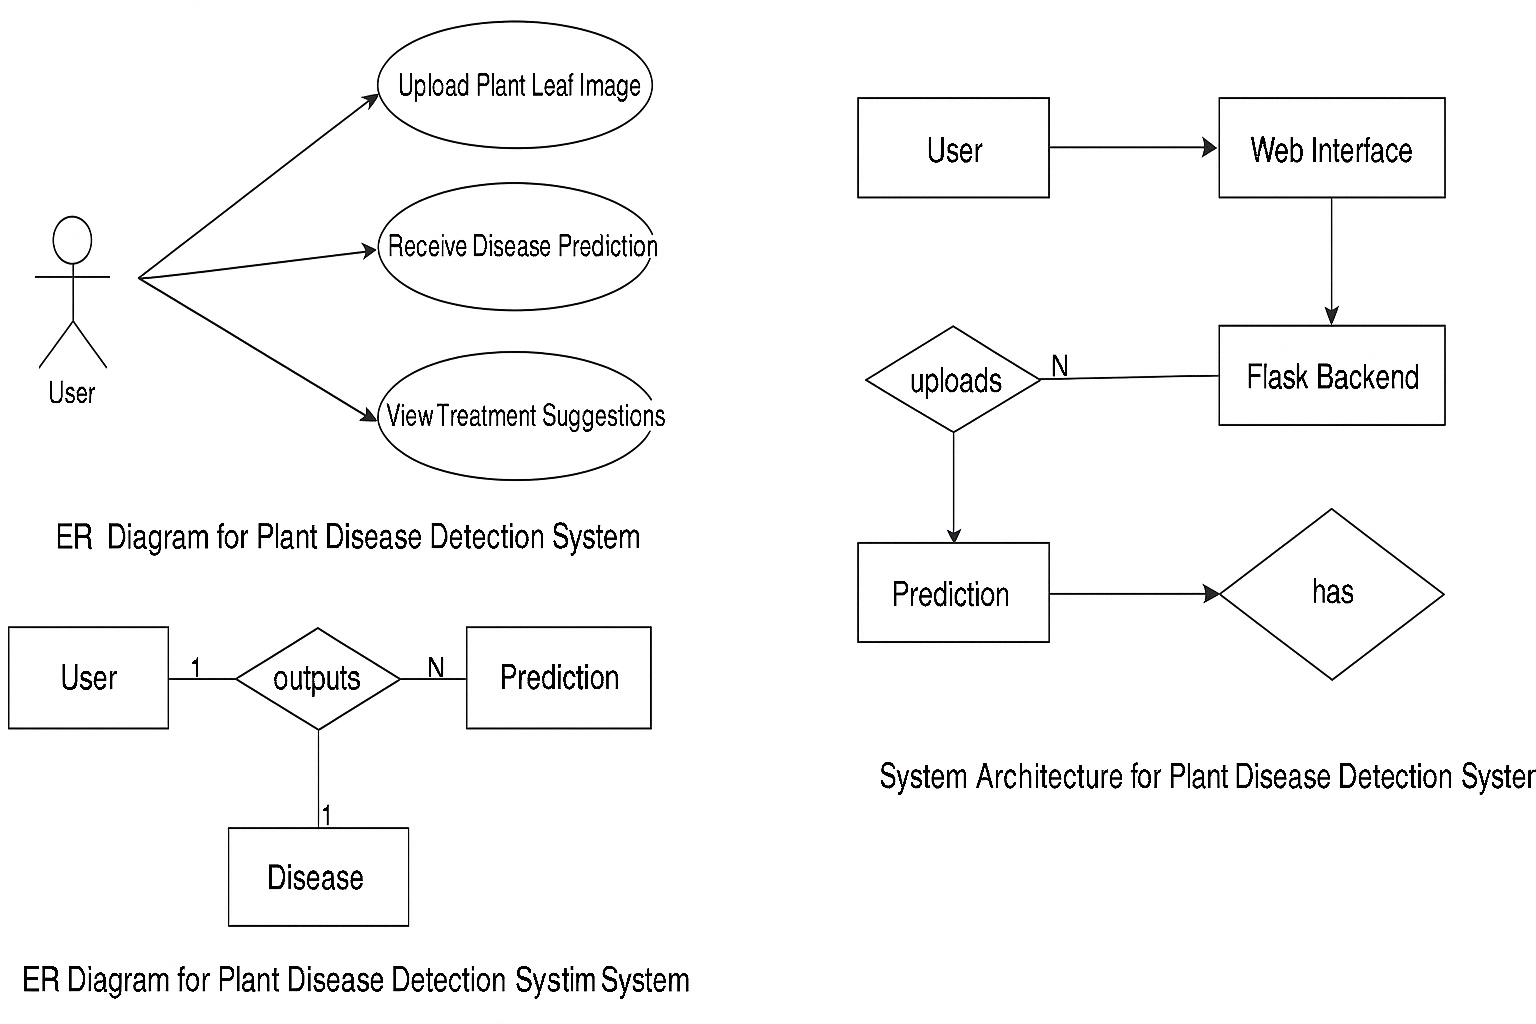 Upload Plant Leaf Image
Receive Disease Prediction
User
View Treatment Suggestions
ER Diagram for Plant Disease Detection System
User
1
outputs
N
Prediction
1
Disease
ER Diagram for Plant Disease Detection Systim System
User
Web Interface
uploads
N
Flask Backend
Prediction
has
System Architecture for Plant Disease Detection Syster